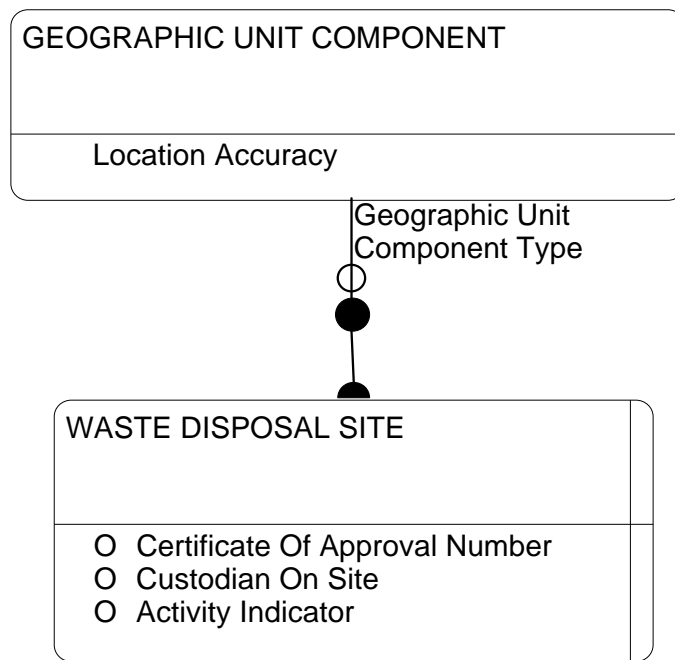 GEOGRAPHIC UNIT COMPONENT
Location Accuracy
Geographic Unit
Component Type
WASTE DISPOSAL SITE
O Certificate Of Approval Number
O Custodian On Site
O Activity Indicator